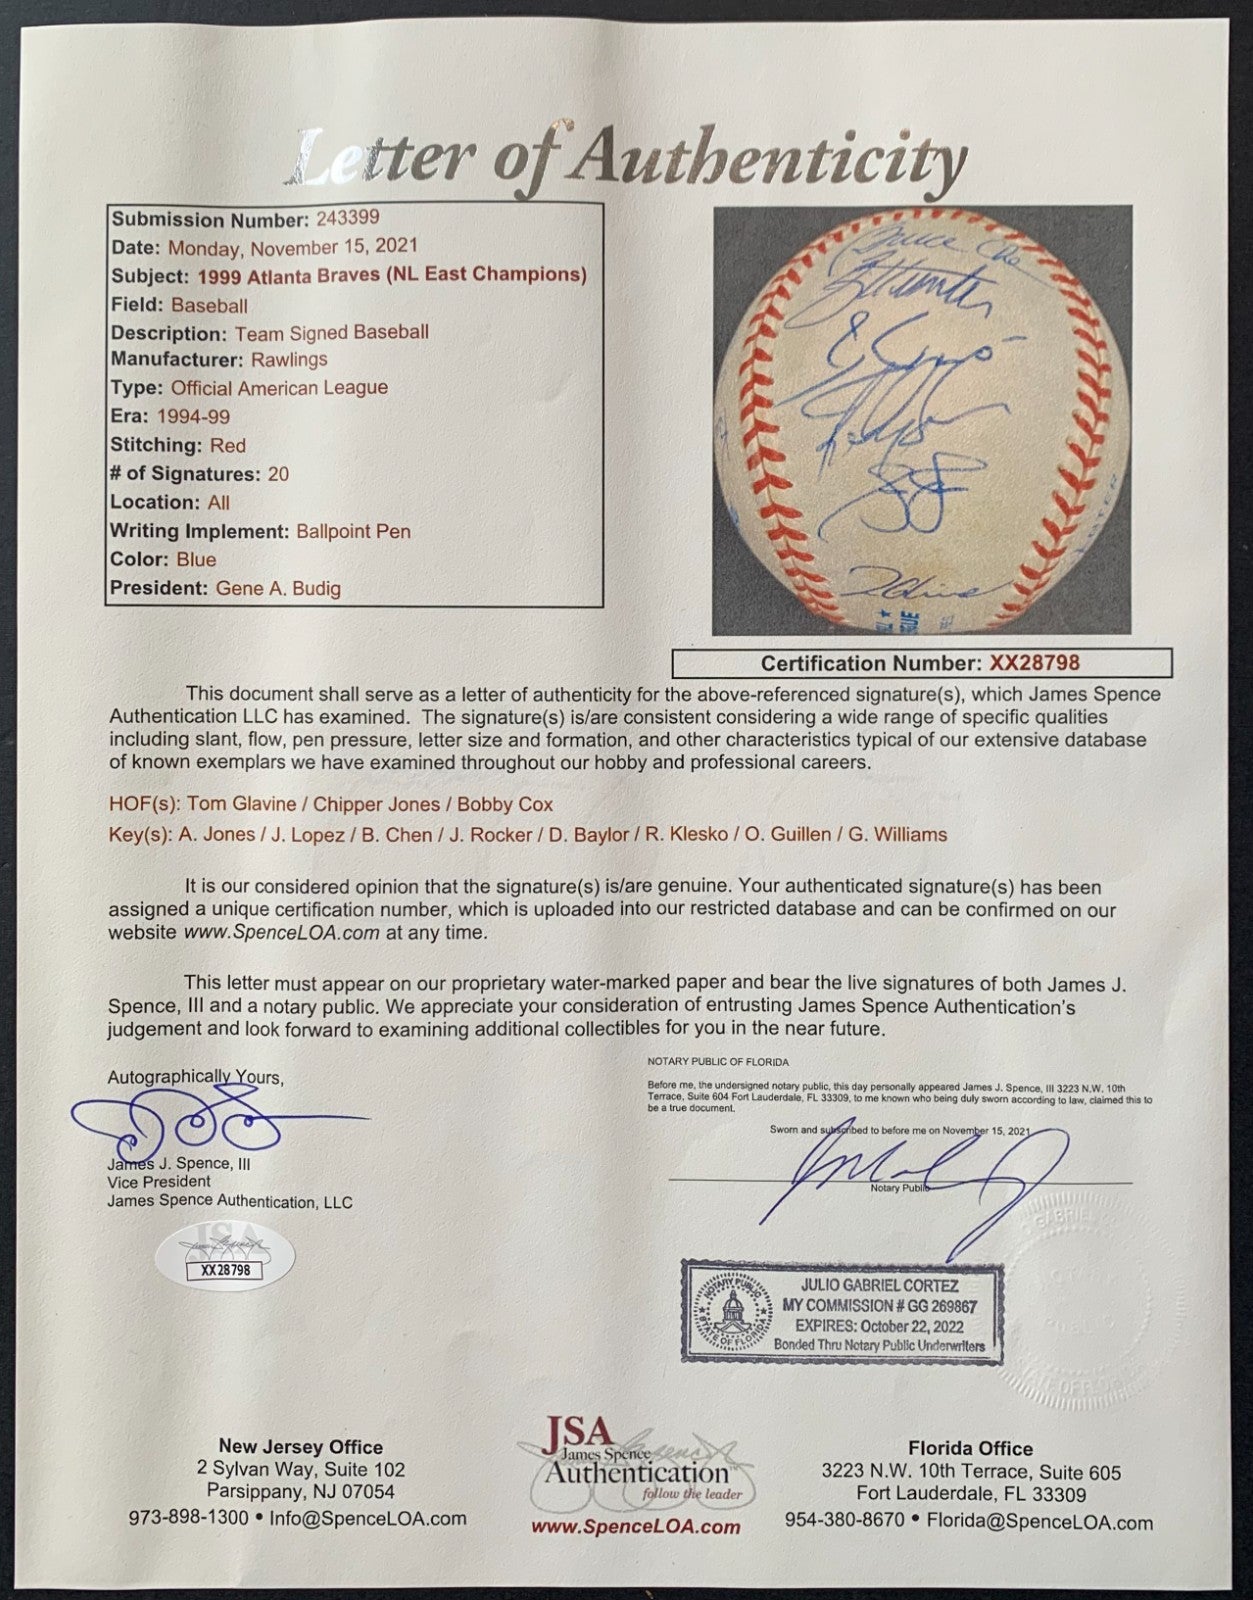 Letter of Authenticity
Submission Number: 243399
Date: Monday, November 15, 2021
Subject: 1999 Atlanta Braves (NL East Champions)
Field: Baseball
Description: Team Signed Baseball
Manufacturer: Rawlings
Type: Official American League
Era: 1994-99
Stitching: Red
# of Signatures: 20
Location: All
Writing Implement: Ballpoint Pen
Color: Blue
President: Gene A. Budig
Certification Number: XX28798
This document shall serve as a letter of authenticity for the above-referenced signature(s), which James Spence
Authentication LLC has examined. The signature(s) is/are consistent considering a wide range of specific qualities
including slant, flow, pen pressure, letter size and formation, and other characteristics typical of our extensive database
of known exemplars we have examined throughout our hobby and professional careers.
HOF(s): Tom Glavine / Chipper Jones / Bobby Cox
Key(s): A. Jones / J. Lopez / B. Chen / J. Rocker / D. Baylor / R. Klesko / O. Guillen / G. Williams
It is our considered opinion that the signature(s) is/are genuine. Your authenticated signature(s) has been
assigned a unique certification number, which is uploaded into our restricted database and can be confirmed on our
website www.SpenceLOA.com at any time.
This letter must appear on our proprietary water-marked paper and bear the live signatures of both James J.
Spence, III and a notary public. We appreciate your consideration of entrusting James Spence Authentication's
judgement and look forward to examining additional collectibles for you in the near future.
Autographically Yours,
James J. Spence, III
Vice President
James Spence Authentication, LLC
JSA
XX28798
NOTARY PUBLIC OF FLORIDA
Before me, the undersigned notary public, this day personally appeared James J. Spence, III 3223 N.W. 10th
Terrace, Suite 604 Fort Lauderdale, FL 33309, to me known who being duly sworn according to law, claimed this to
be a true document.
Sworn and subscribed to before me on November 15, 2021
Notary Public
NOTARY PUBLIC
STATE OF FLORIDA
JULIO GABRIEL CORTEZ
MY COMMISSION # GG 269867
EXPIRES: October 22, 2022
Bonded Thru Notary Public Underwriters
GABRIEL
New Jersey Office
2 Sylvan Way, Suite 102
Parsippany, NJ 07054
973-898-1300 • Info@SpenceLOA.com
JSA
James Spence
Authentication™
follow the leader
www.SpenceLOA.com
Florida Office
3223 N.W. 10th Terrace, Suite 605
Fort Lauderdale, FL 33309
954-380-8670 • Florida@SpenceLOA.com